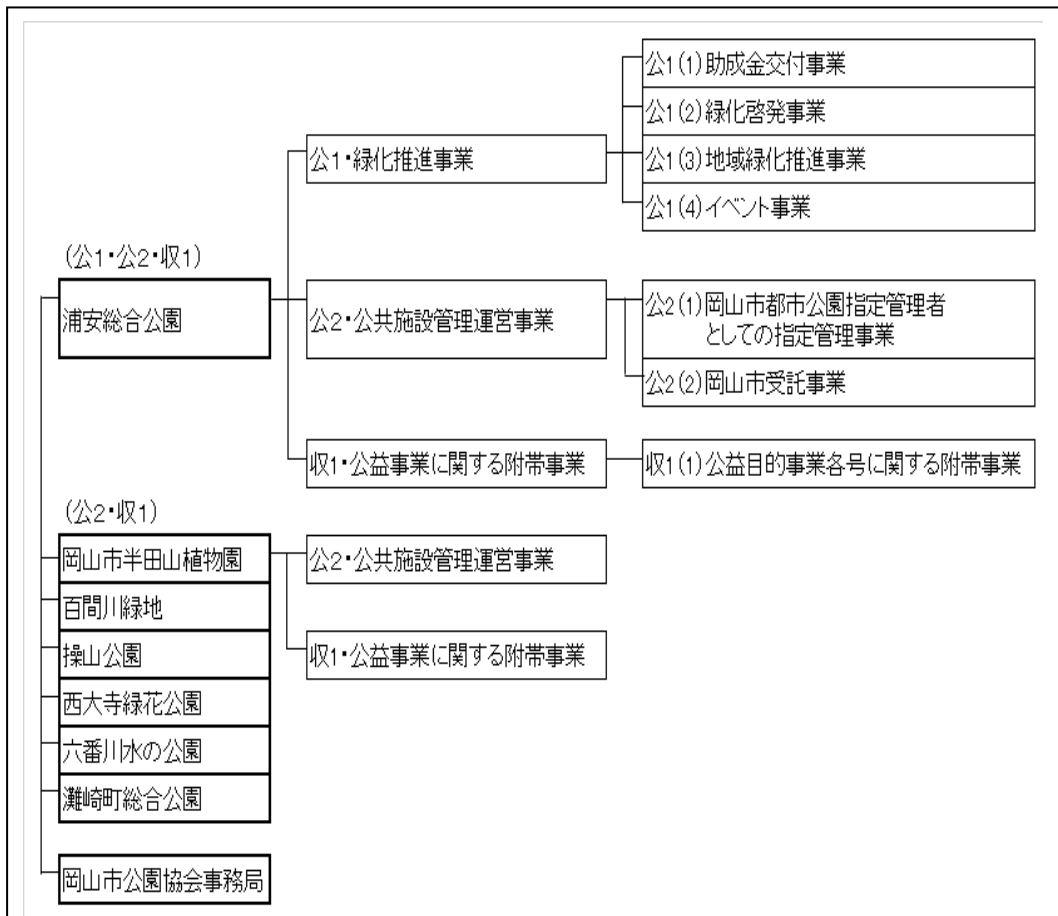 公1(1)助成金交付事業
公1(2)緑化啓発事業
公1・緑化推進事業
公1(3)地域緑化推進事業
公1(4)イベント事業
(公1・公2・収1)
浦安総合公園
公2・公共施設管理運営事業
公2(1)岡山市都市公園指定管理者
としての指定管理事業
公2(2)岡山市受託事業
収1・公益事業に関する附帯事業
収1(1)公益目的事業各号に関する附帯事業
(公2・収1)
岡山市半田山植物園
公2・公共施設管理運営事業
百間川緑地
操山公園
収1・公益事業に関する附帯事業
西大寺緑花公園
六番川水の公園
灘崎町総合公園
岡山市公園協会事務局